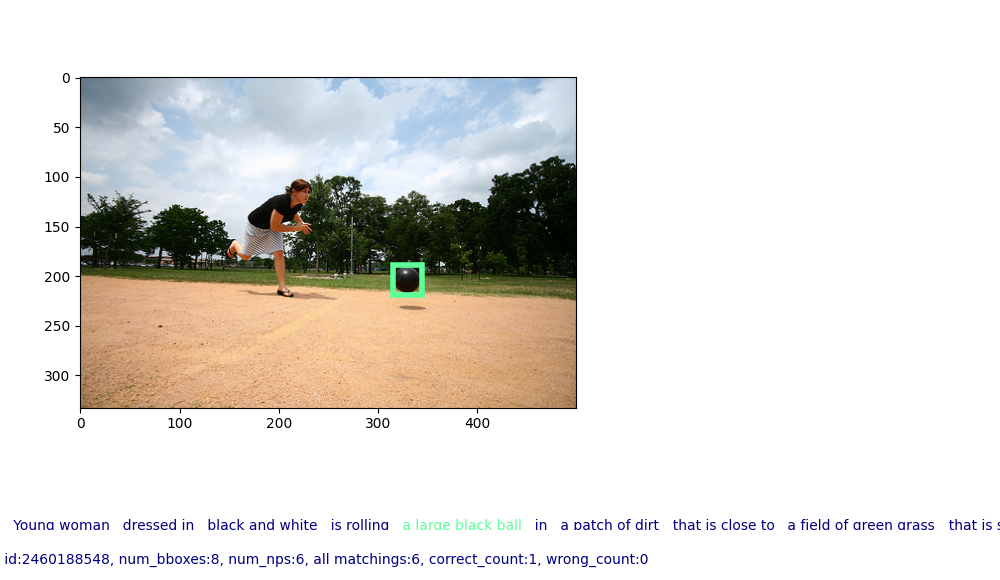 0
50
100
150
200
250
300
0 100 200 300 400
Young woman dressed in black and white is rolling a large black ball in a patch of dirt that is close to a field of green grass that is s
id:2460188548, num_bboxes:8, num_nps:6, all matchings:6, correct_count:1, wrong_count:0